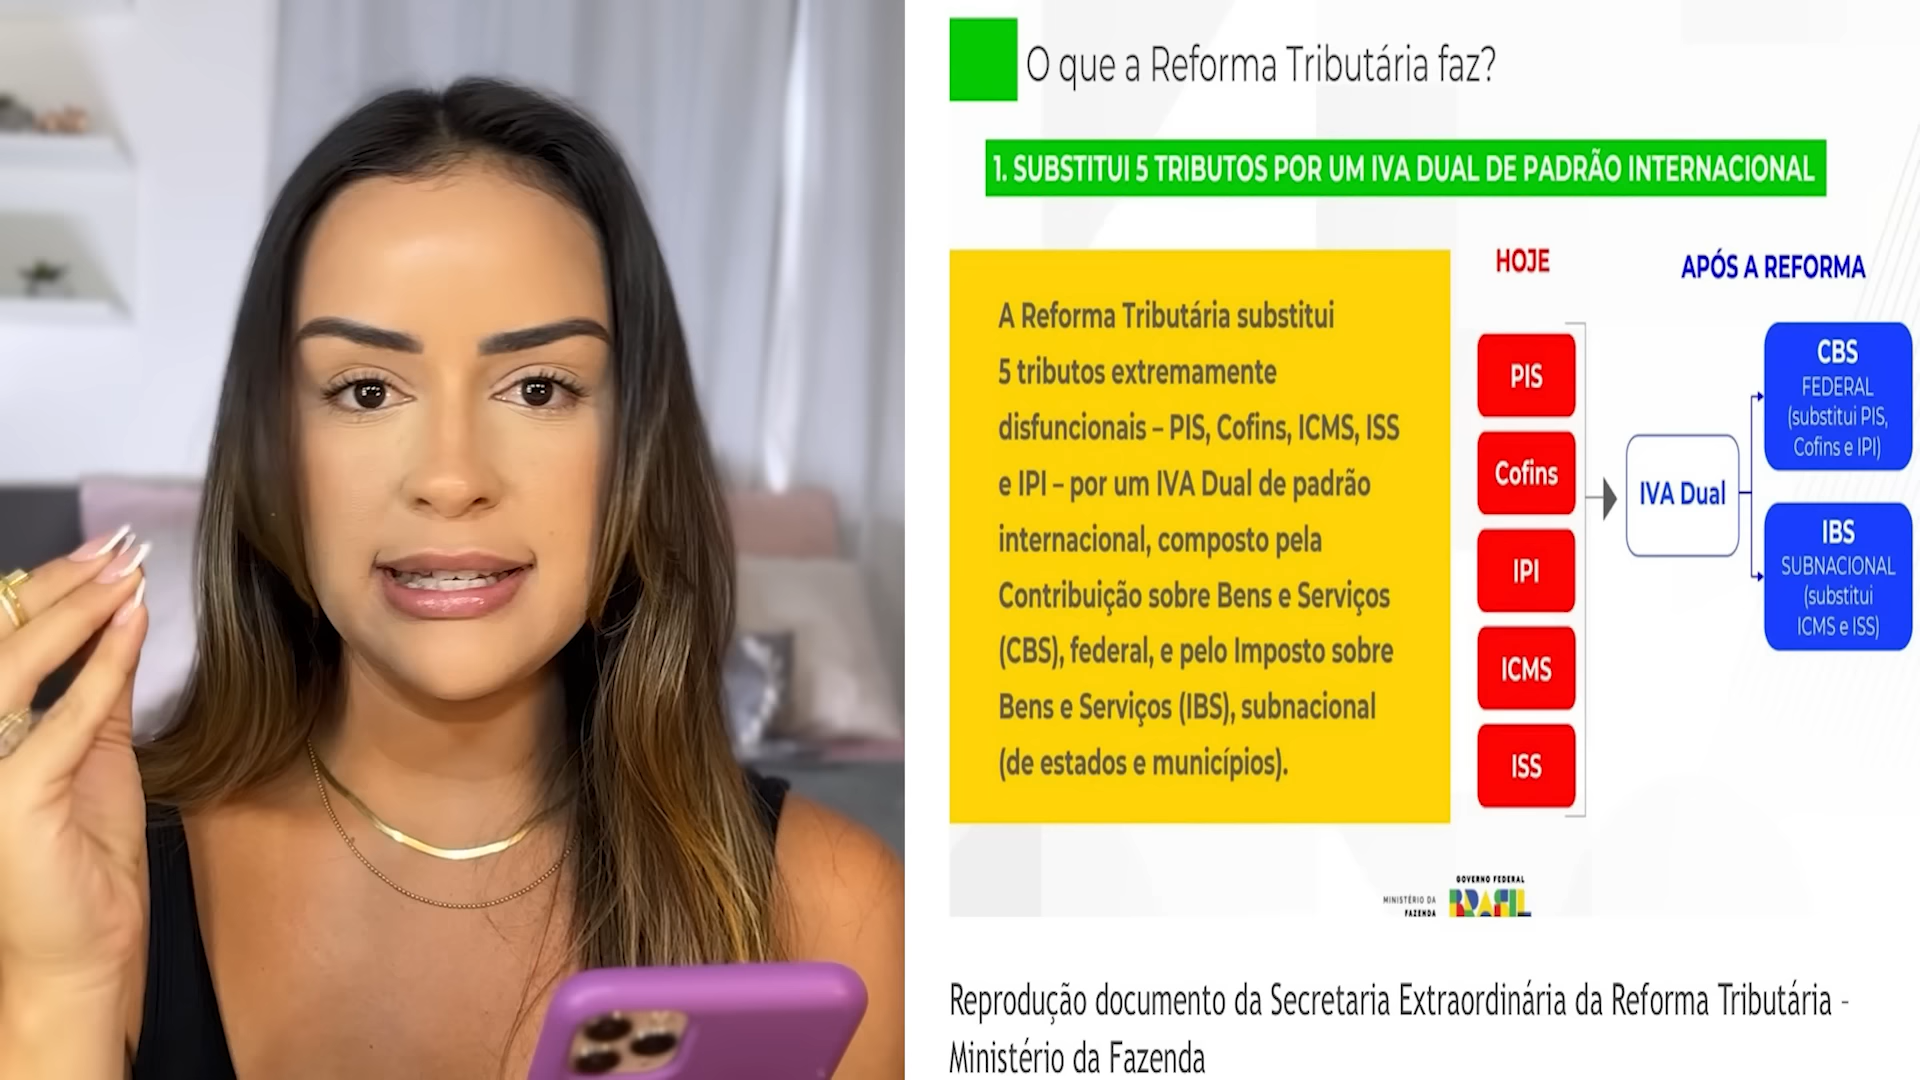 O que a Reforma Tributária faz?
1. SUBSTITUI 5 TRIBUTOS POR UM IVA DUAL DE PADRÃO INTERNACIONAL
A Reforma Tributária substitui
5 tributos extremamente
disfuncionais – PIS, Cofins, ICMS, ISS
e IPI – por um IVA Dual de padrão
internacional, composto pela
Contribuição sobre Bens e Serviços
(CBS), federal, e pelo Imposto sobre
Bens e Serviços (IBS), subnacional
(de estados e municípios).
HOJE
PIS
Cofins
IPI
ICMS
ISS
IVA Dual
APÓS A REFORMA
CBS
FEDERAL
(substitui PIS,
Cofins e IPI)
IBS
SUBNACIONAL
(substitui
ICMS e ISS)
MINISTÉRIO DA
FAZENDA
GOVERNO FEDERAL
BRASIL
Reprodução documento da Secretaria Extraordinária da Reforma Tributária -
Ministério da Fazenda